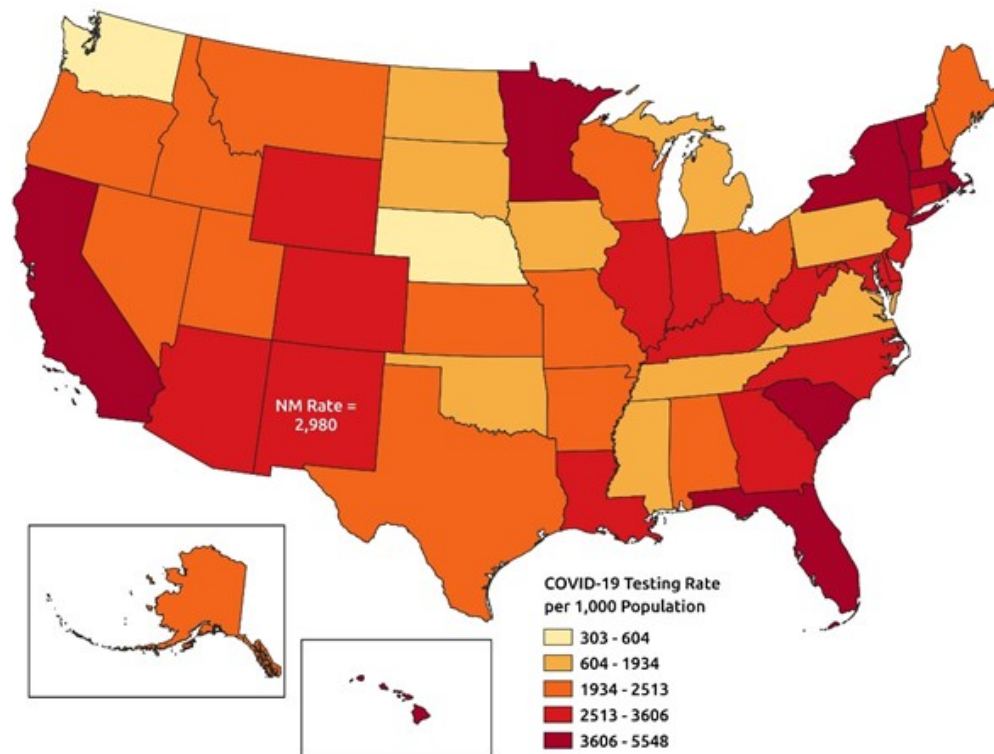 NM Rate =
2,980
COVID-19 Testing Rate
per 1,000 Population
303 - 604
604 - 1934
1934 - 2513
2513 - 3606
3606 - 5548